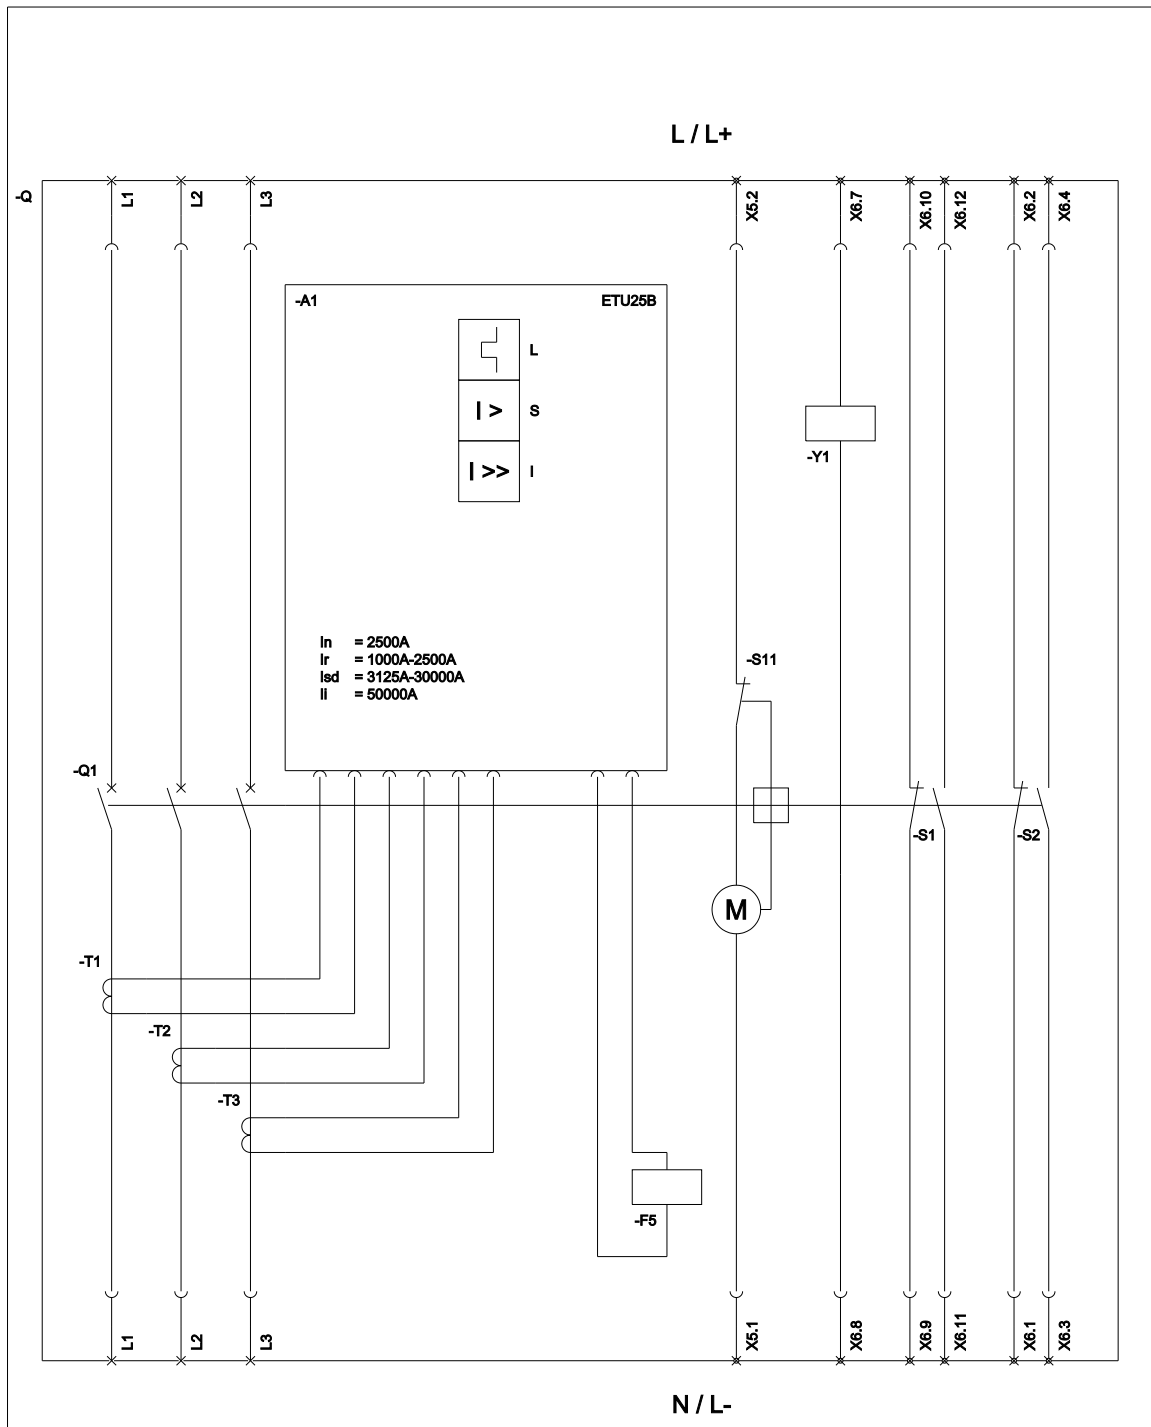 L / L+
-Q
L1
L2
L3
X5.2
X6.7
X6.10
X6.12
X6.2
X6.4
-A1
ETU25B
L
I >
S
I >>
I
-Y1
In = 2500A
Ir = 1000A-2500A
Isd = 3125A-30000A
Ii = 50000A
-S11
-Q1
-S1
-S2
M
-T1
-T2
-T3
-F5
L1
L2
L3
X5.1
X6.8
X6.9
X6.11
X6.1
X6.3
N / L-